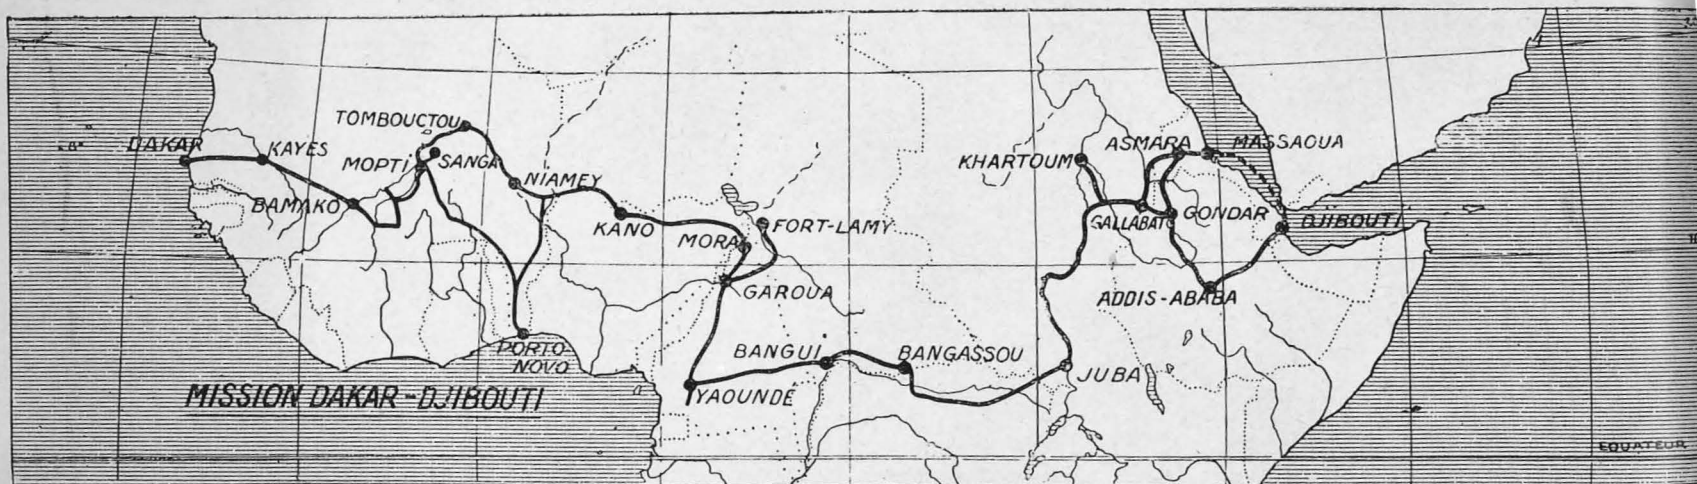 TOMBOUCTOU
DAKAR
KAYES
MOPTI
SANGA
BAMAKO
NIAMEY
KANO
MORA
FORT-LAMY
GAROUA
PORTO
NOVO
BANGUI
BANGASSOU
YAOUNDÉ
JUBA
KHARTOUM
ASMARA
MASSAOUA
GALLABAT
GONDAR
DJIBOUTI
ADDIS-ABABA
MISSION DAKAR-DJIBOUTI
EQUATEUR